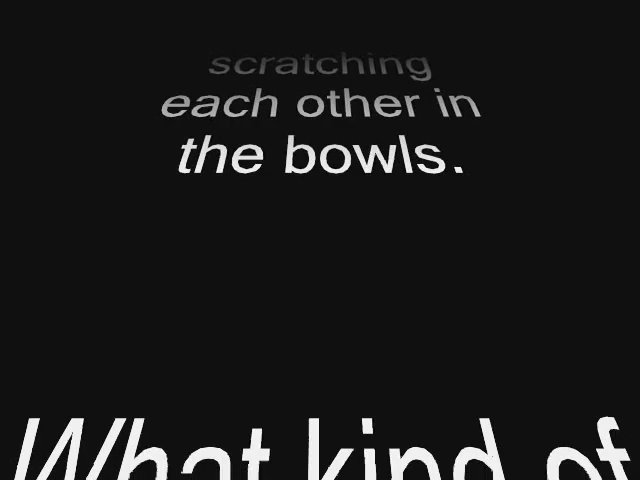 scratching
each other in
the bowls.
What kind of